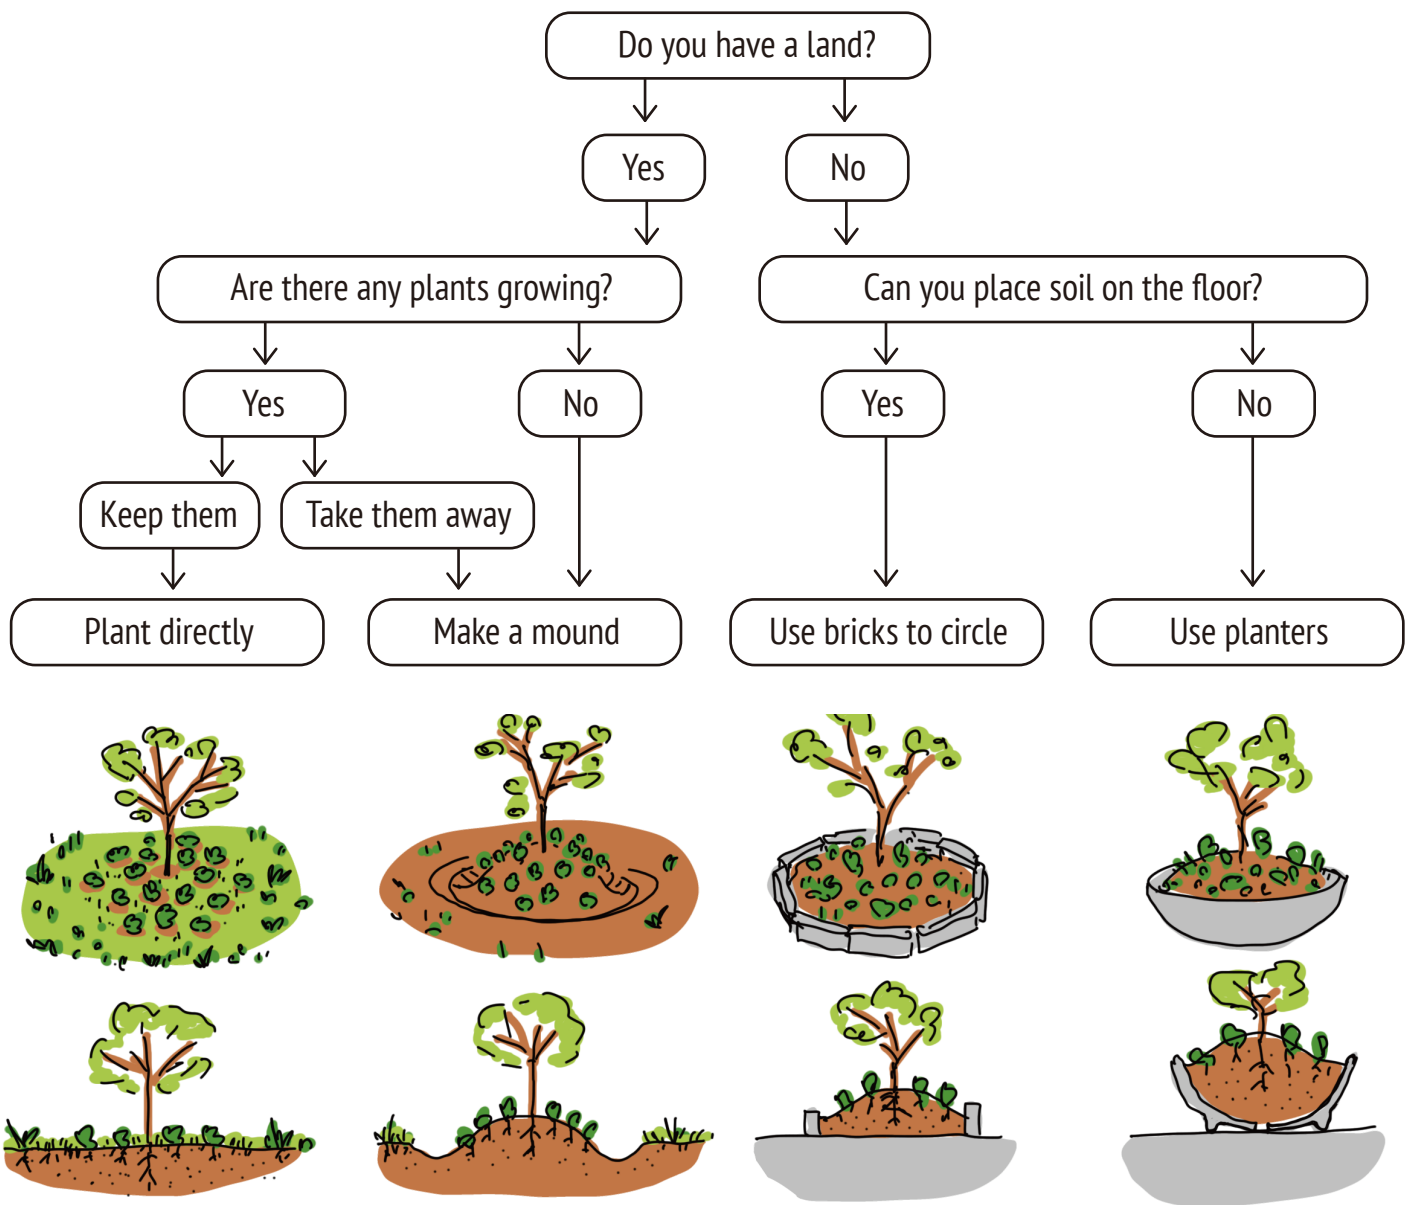 Do you have a land?
Yes
No
Are there any plants growing?
Can you place soil on the floor?
Yes
No
Yes
No
Keep them
Take them away
Plant directly
Make a mound
Use bricks to circle
Use planters